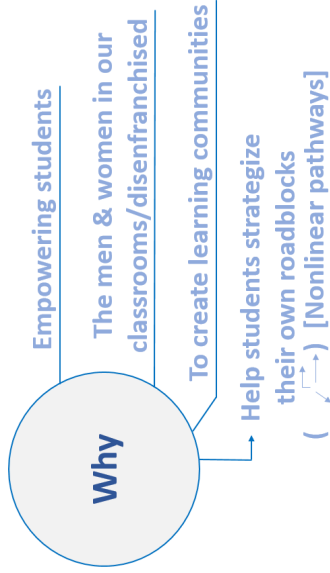 Why
Empowering students
The men & women in our
classrooms/disenfranchised
To create learning communities
Help students strategize
their own roadblocks
( ) [Nonlinear pathways]